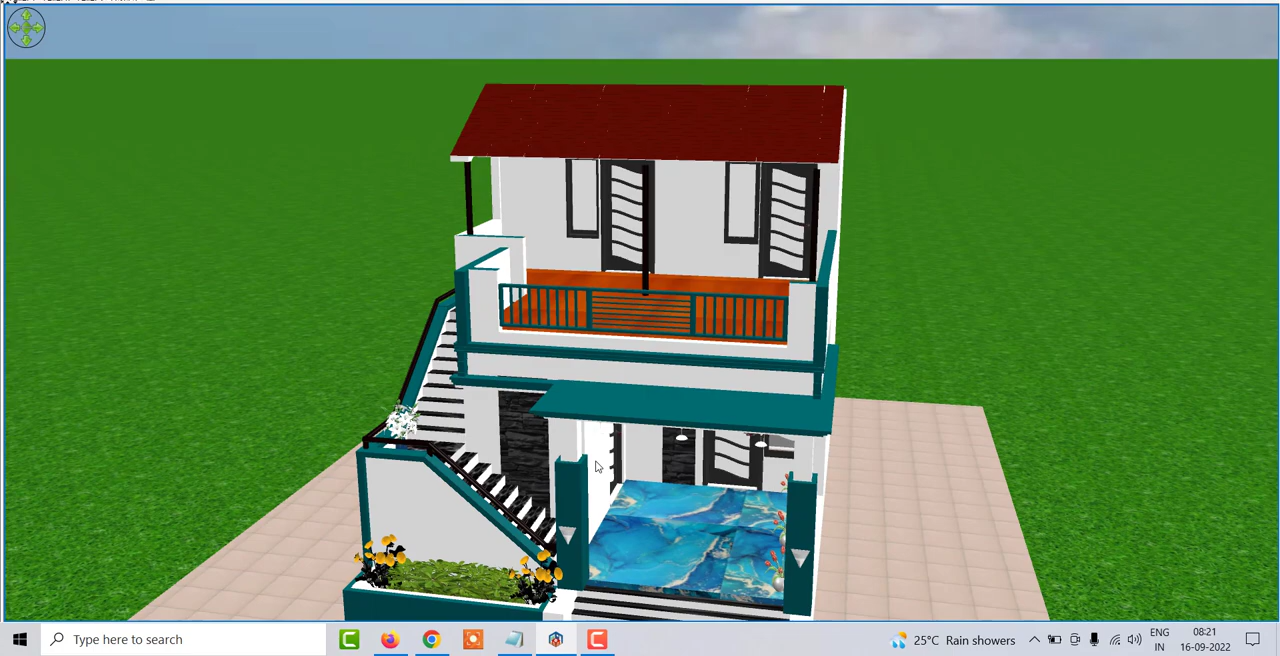 Type here to search
25°C Rain showers
ENG
IN
08:21
16-09-2022